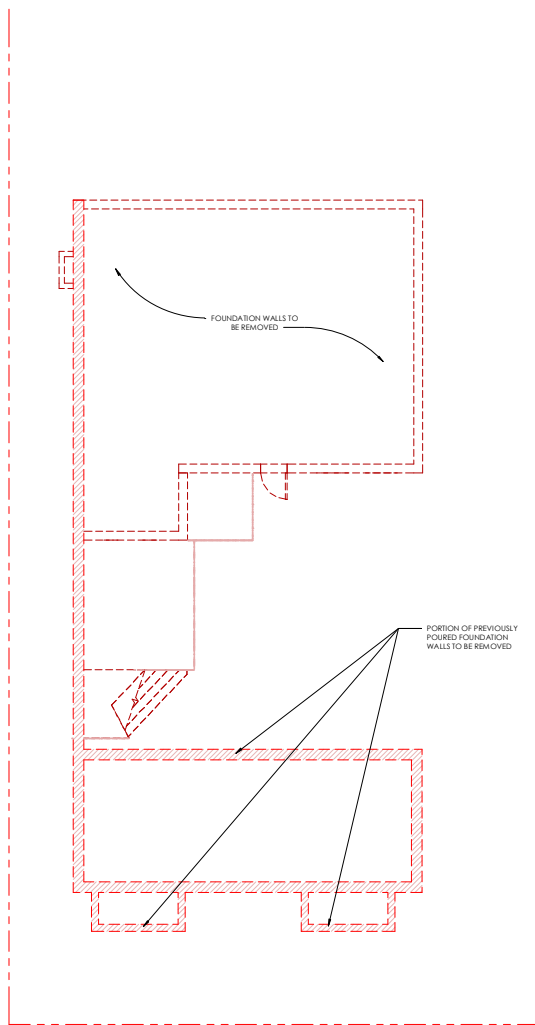 FOUNDATION WALLS TO
BE REMOVED
PORTION OF PREVIOUSLY
POURED FOUNDATION
WALLS TO BE REMOVED